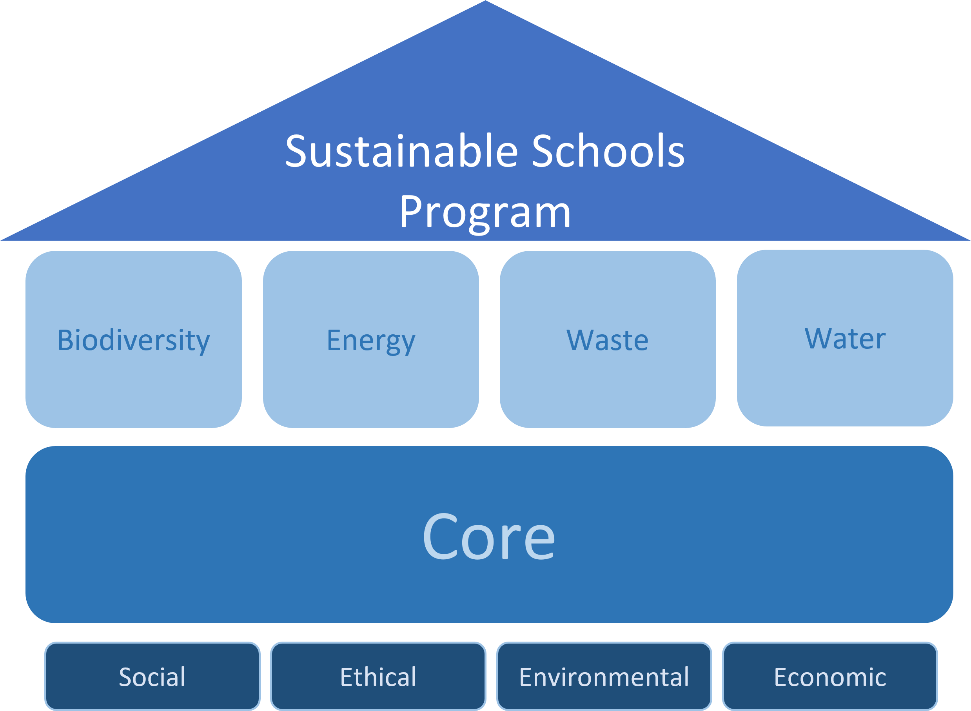 Sustainable Schools
Program
Biodiversity
Energy
Waste
Water
Core
Social
Ethical
Environmental
Economic